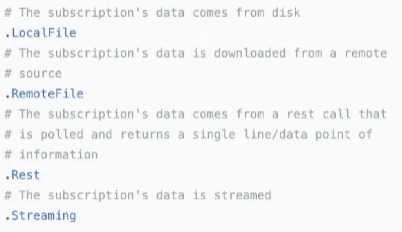 # The subscription's data comes from disk
.LocalFile
# The subscription's data is downloaded from a remote
# source
.RemoteFile
# The subscription's data comes from a rest call that
# is polled and returns a single line/data point of
# information
.Rest
# The subscription's data is streamed
.Streaming